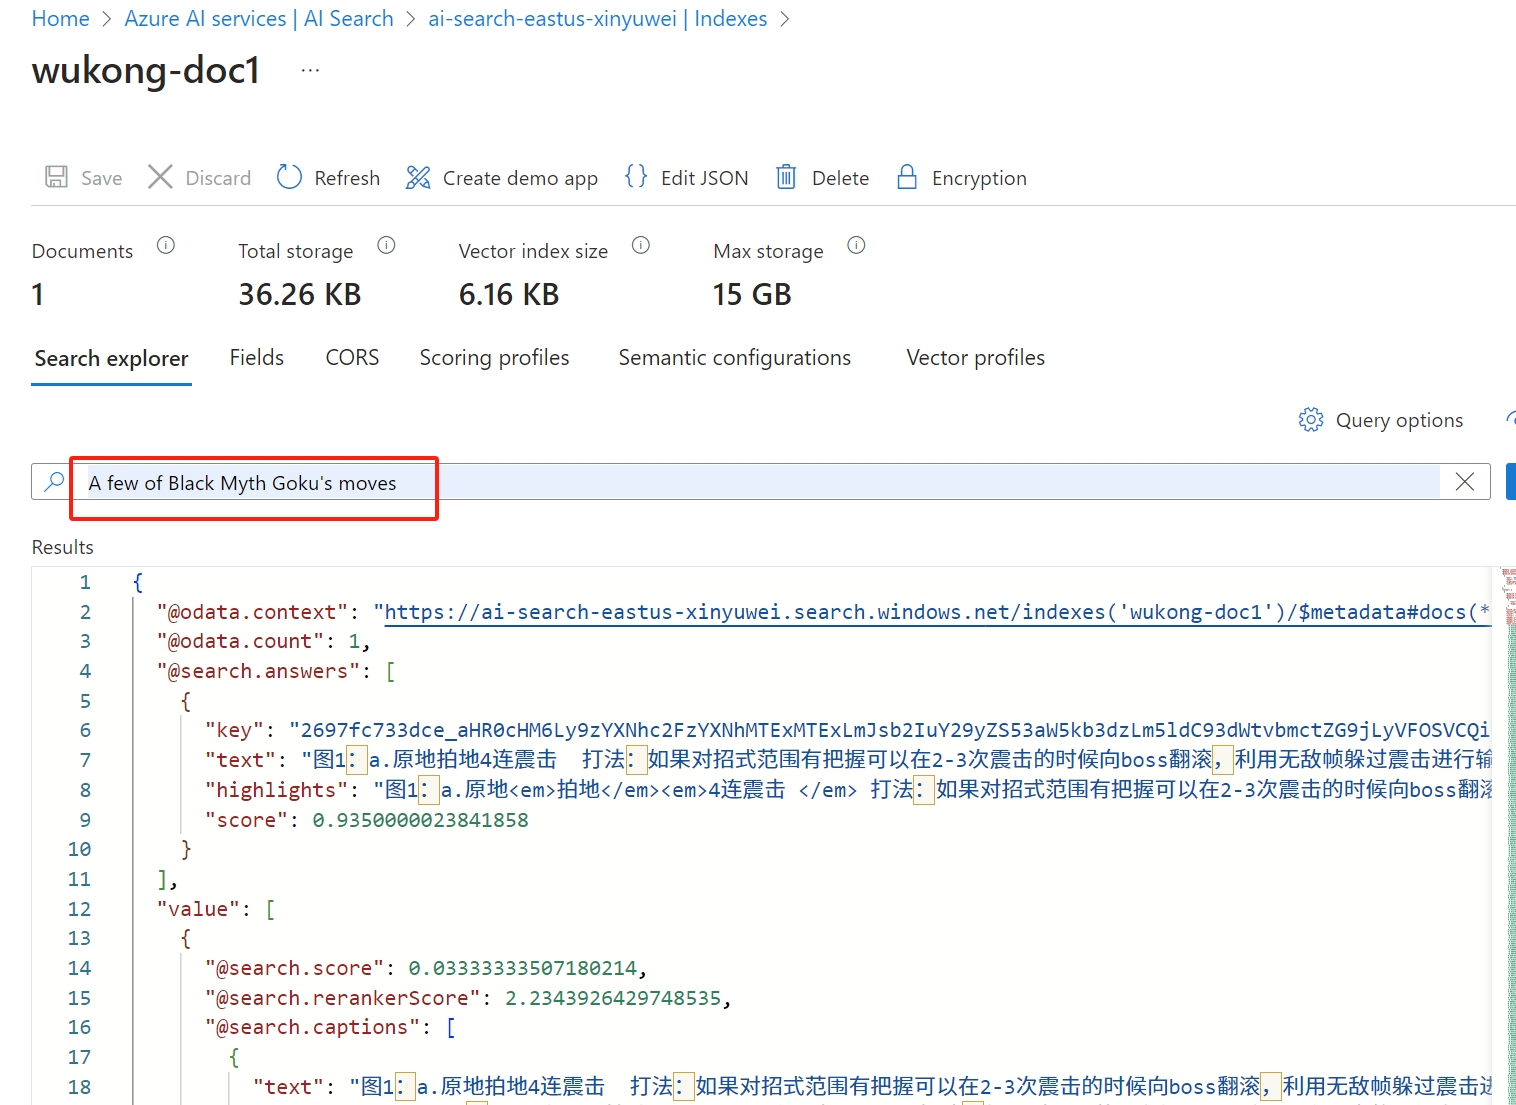 Home > Azure AI services | AI Search > ai-search-eastus-xinyuwei | Indexes >
wukong-doc1 ...
Save Discard Refresh Create demo app Edit JSON Delete Encryption
Documents Total storage Vector index size Max storage
1 36.26 KB 6.16 KB 15 GB
Search explorer Fields CORS Scoring profiles Semantic configurations Vector profiles
Query options
A few of Black Myth Goku's moves
Results
1 {
2 "@odata.context": "https://ai-search-eastus-xinyuwei.search.windows.net/indexes('wukong-doc1')/$metadata#docs(*
3 "@odata.count": 1,
4 "@search.answers": [
5 {
6 "key": "2697fc733dce_aHR0cHM6Ly9zYXNhc2FzYXNhMTExMTExLmJsb2IuY29yZS53aW5kb3dzLm5ldC93dWtvbmctZG9jLyVFOSVCQi
7 "text": "图1：a.原地拍地4连震击 打法：如果对招式范围有把握可以在2-3次震击的时候向boss翻滚，利用无敌帧躲过震击进行输
8 "highlights": "图1：a.原地<em>拍地</em><em>4连震击 </em> 打法：如果对招式范围有把握可以在2-3次震击的时候向boss翻滚
9 "score": 0.9350000023841858
10 }
11 ],
12 "value": [
13 {
14 "@search.score": 0.03333333507180214,
15 "@search.rerankerScore": 2.2343926429748535,
16 "@search.captions": [
17 {
18 "text": "图1：a.原地拍地4连震击 打法：如果对招式范围有把握可以在2-3次震击的时候向boss翻滚，利用无敌帧躲过震击进